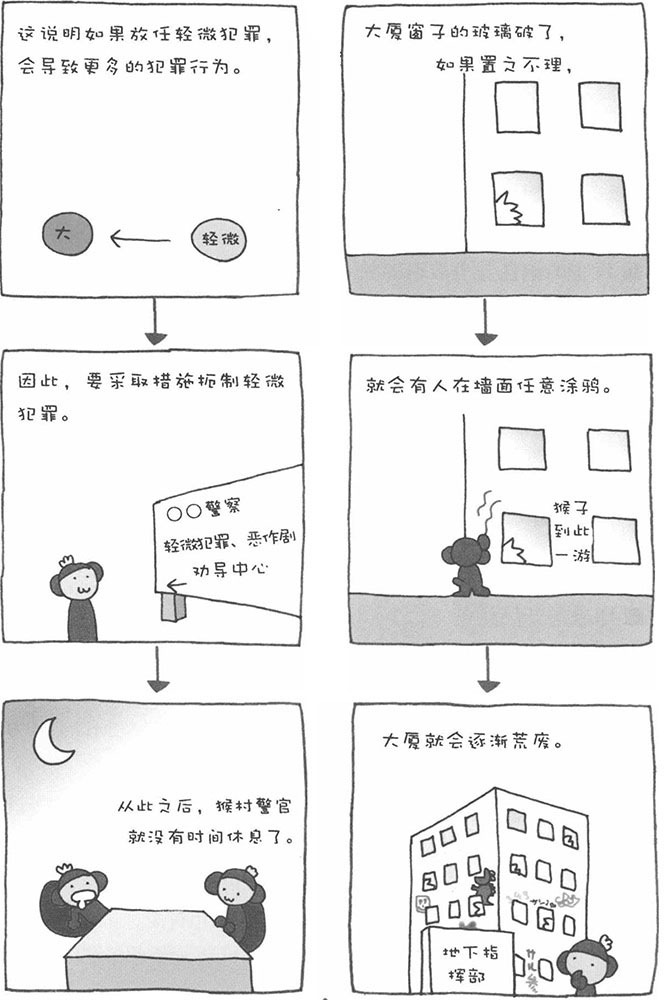 大厦窗子的玻璃破了，
如果置之不理，
就会有人在墙面任意涂鸦。
猴子
到此
一游
大厦就会逐渐荒废。
地下指
挥部
这说明如果放任轻微犯罪，
会导致更多的犯罪行为。
大
轻微
因此，要采取措施扼制轻微
犯罪。
○○警察
轻微犯罪、恶作剧
劝导中心
从此之后，猴村警官
就没有时间休息了。